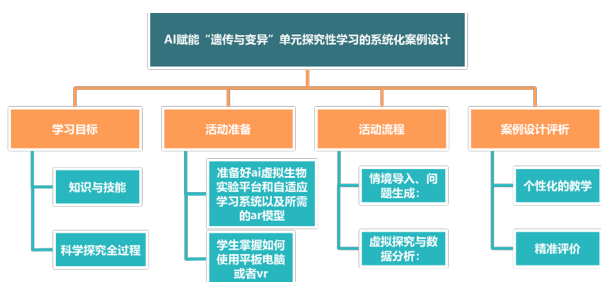 AI赋能“遗传与变异”单元探究性学习的系统化案例设计
学习目标
活动准备
活动流程
案例设计评析
知识与技能
科学探究全过程
准备好ai虚拟生物
实验平台和自适应
学习系统以及所需
的ar模型
学生掌握如何
使用平板电脑
或者vr
情境导入、问
题生成：
虚拟探究与数
据分析：
个性化的教学
精准评价